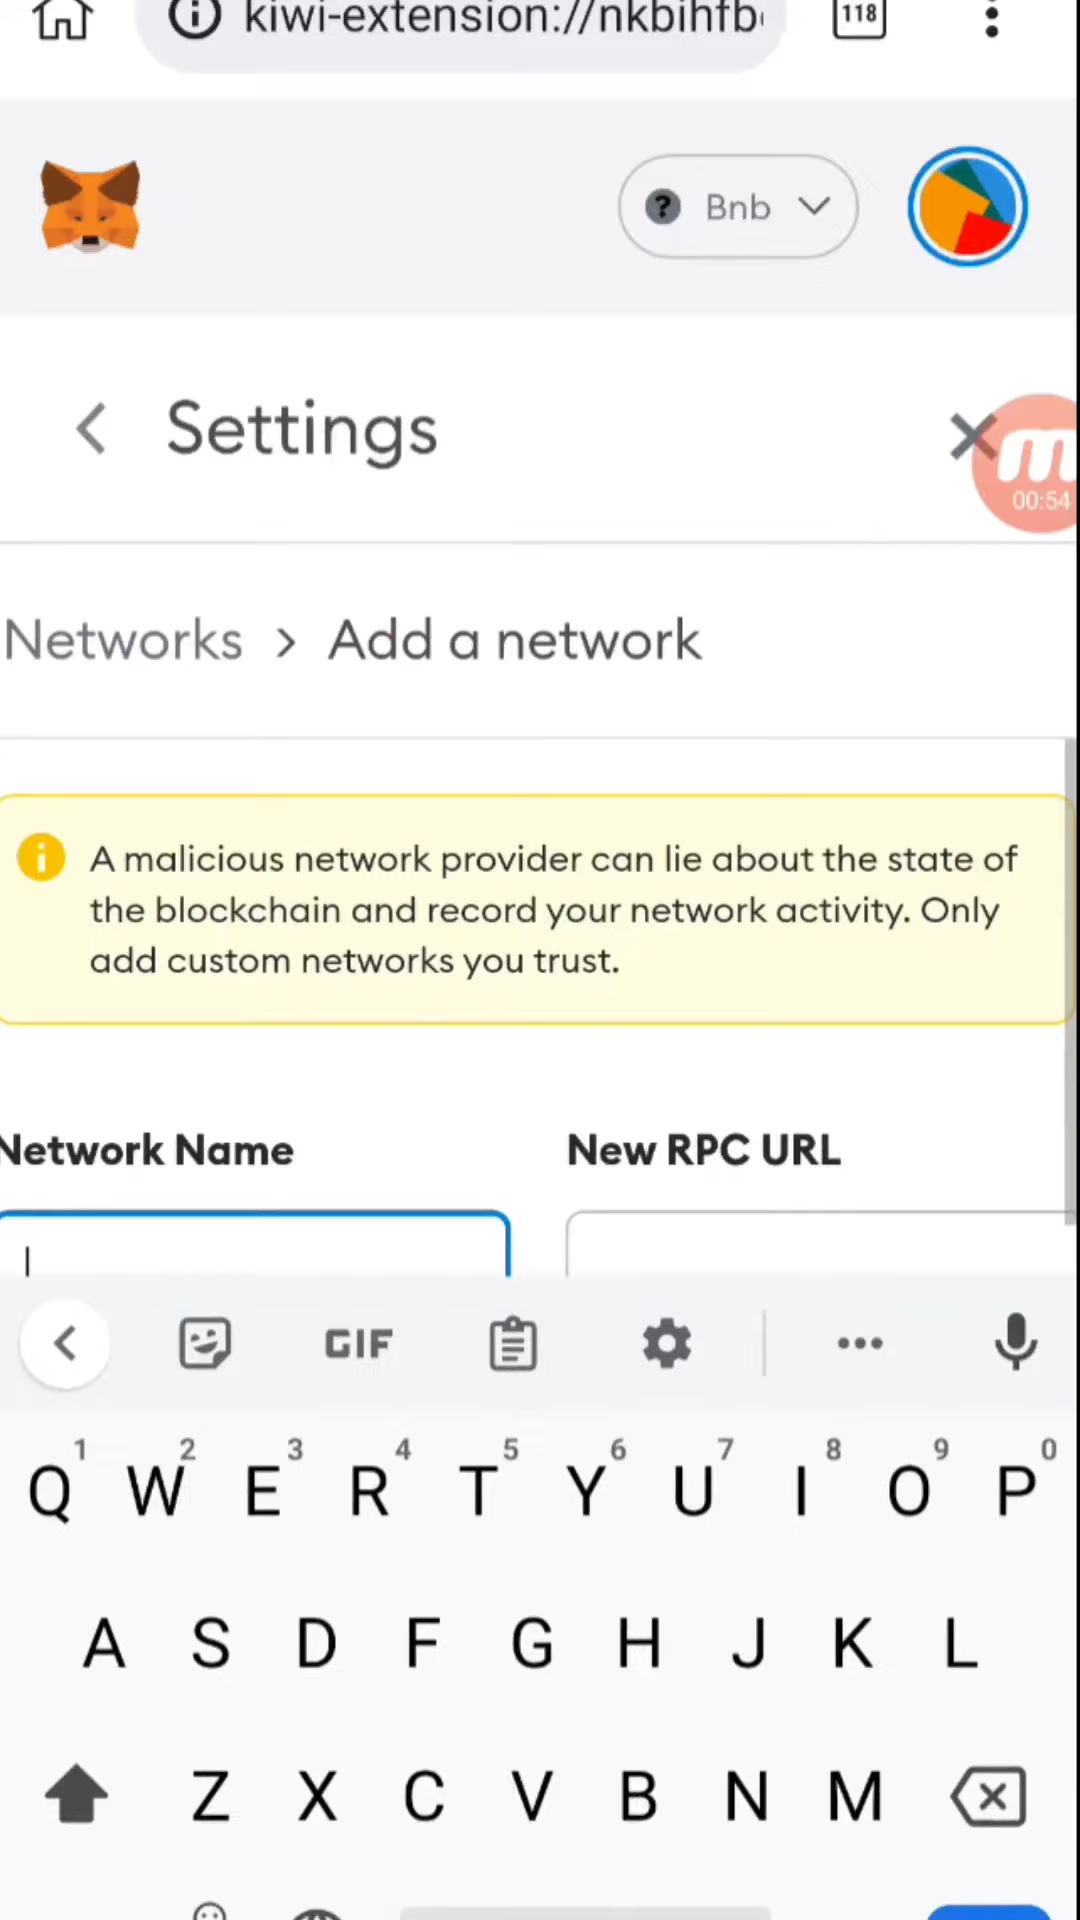 kiwi-extension://nkbihfb
118
? Bnb
Settings
00:54
Networks > Add a network
A malicious network provider can lie about the state of
the blockchain and record your network activity. Only
add custom networks you trust.
Network Name
New RPC URL
GIF
1 2 3 4 5 6 7 8 9 0
Q W E R T Y U I O P
A S D F G H J K L
Z X C V B N M